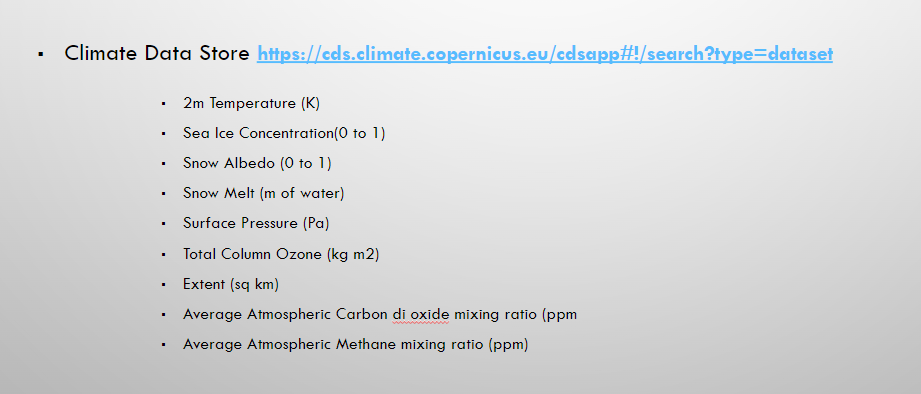 ▪ Climate Data Store https://cds.climate.copernicus.eu/cdsapp#!/search?type=dataset
▪ 2m Temperature (K)
▪ Sea Ice Concentration(0 to 1)
▪ Snow Albedo (0 to 1)
▪ Snow Melt (m of water)
▪ Surface Pressure (Pa)
▪ Total Column Ozone (kg m2)
▪ Extent (sq km)
▪ Average Atmospheric Carbon di oxide mixing ratio (ppm
▪ Average Atmospheric Methane mixing ratio (ppm)